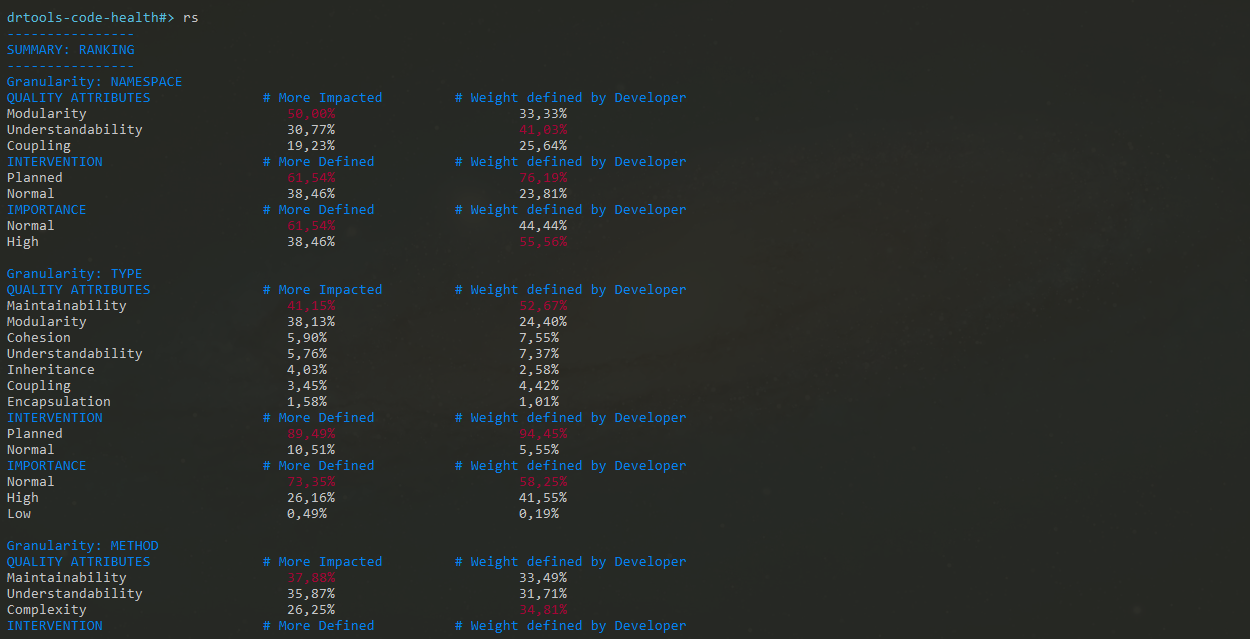 drtools-code-health#> rs
----------------
SUMMARY: RANKING
----------------
Granularity: NAMESPACE
QUALITY ATTRIBUTES # More Impacted # Weight defined by Developer
Modularity 50,00% 33,33%
Understandability 30,77% 41,03%
Coupling 19,23% 25,64%
INTERVENTION # More Defined # Weight defined by Developer
Planned 61,54% 76,19%
Normal 38,46% 23,81%
IMPORTANCE # More Defined # Weight defined by Developer
Normal 61,54% 44,44%
High 38,46% 55,56%
Granularity: TYPE
QUALITY ATTRIBUTES # More Impacted # Weight defined by Developer
Maintainability 41,15% 52,67%
Modularity 38,13% 24,40%
Cohesion 5,90% 7,55%
Understandability 5,76% 7,37%
Inheritance 4,03% 2,58%
Coupling 3,45% 4,42%
Encapsulation 1,58% 1,01%
INTERVENTION # More Defined # Weight defined by Developer
Planned 89,49% 94,45%
Normal 10,51% 5,55%
IMPORTANCE # More Defined # Weight defined by Developer
Normal 73,35% 58,25%
High 26,16% 41,55%
Low 0,49% 0,19%
Granularity: METHOD
QUALITY ATTRIBUTES # More Impacted # Weight defined by Developer
Maintainability 37,88% 33,49%
Understandability 35,87% 31,71%
Complexity 26,25% 34,81%
INTERVENTION # More Defined # Weight defined by Developer